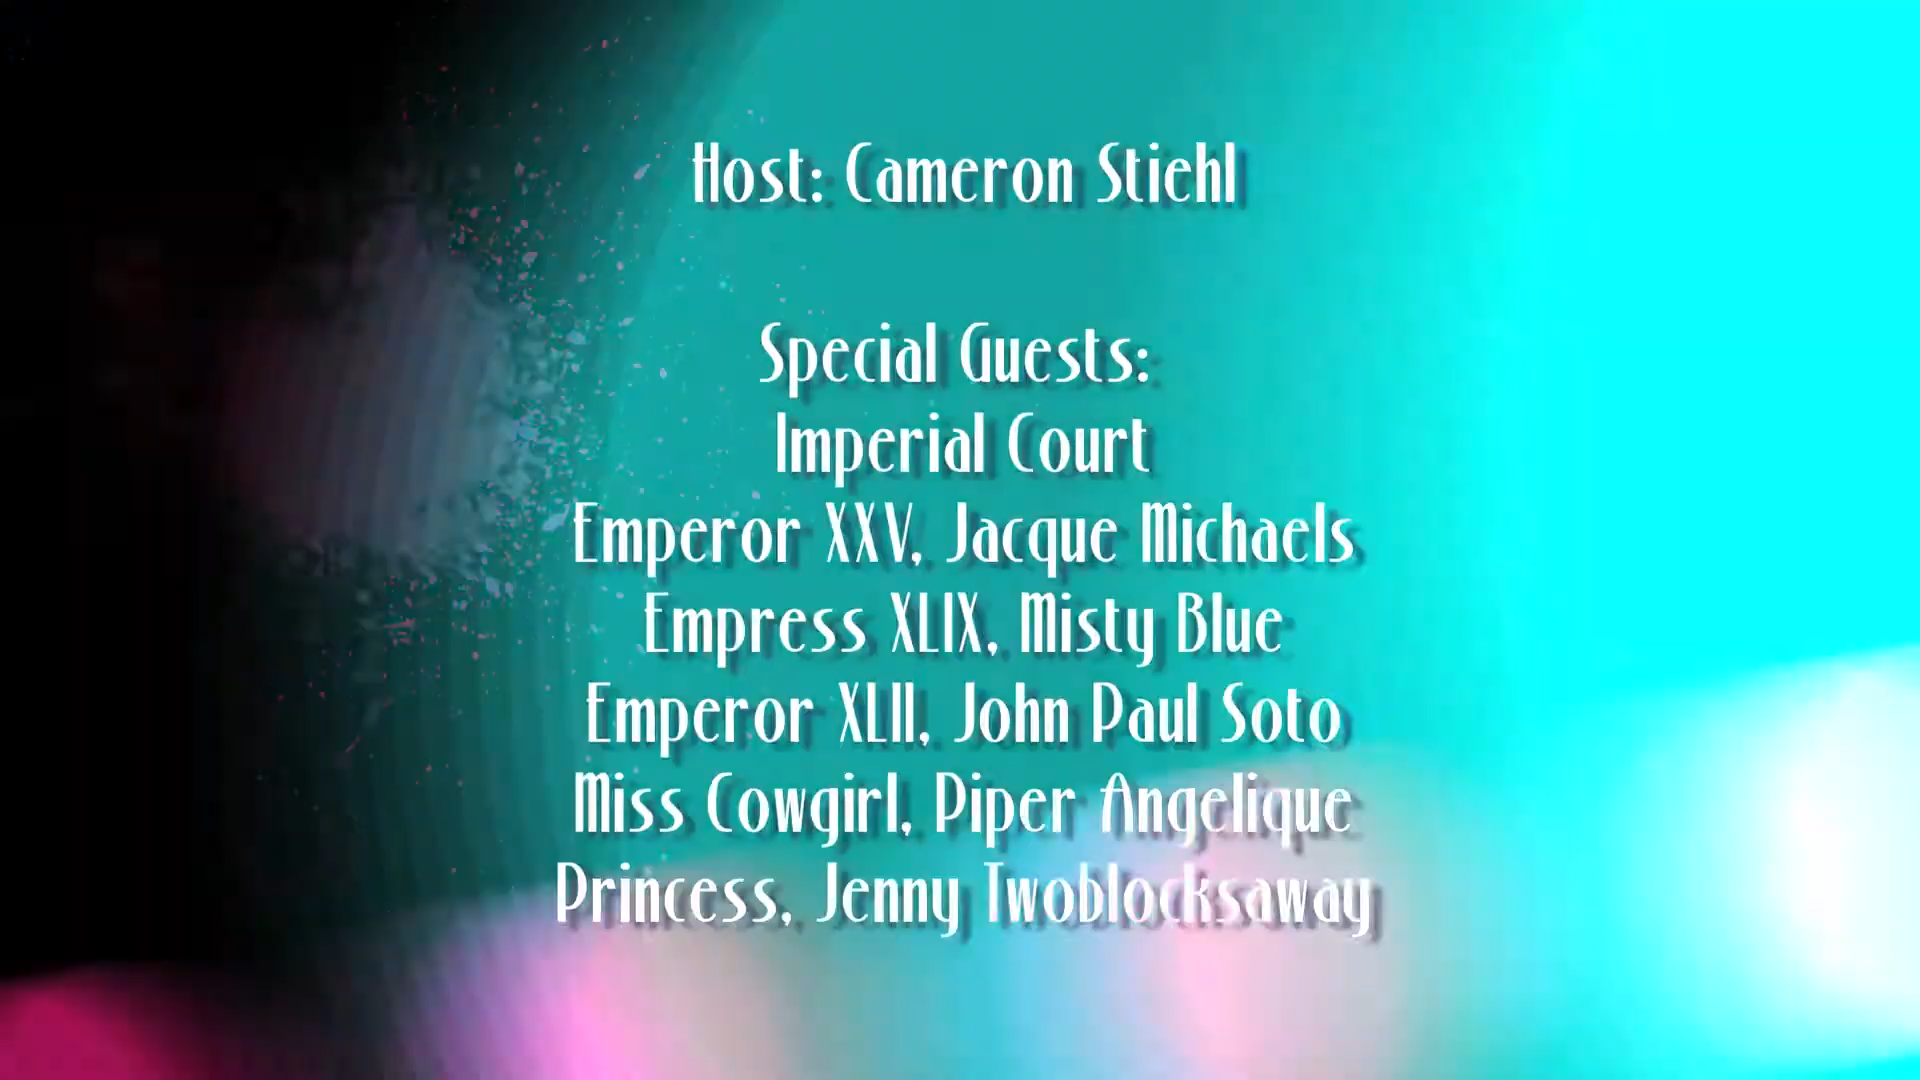 Host: Cameron Stiehl
Special Guests:
Imperial Court
Emperor XXV, Jacque Michaels
Empress XLIX, Misty Blue
Emperor XLII, John Paul Soto
Miss Cowgirl, Piper Angelique
Princess, Jenny Twoblocksaway